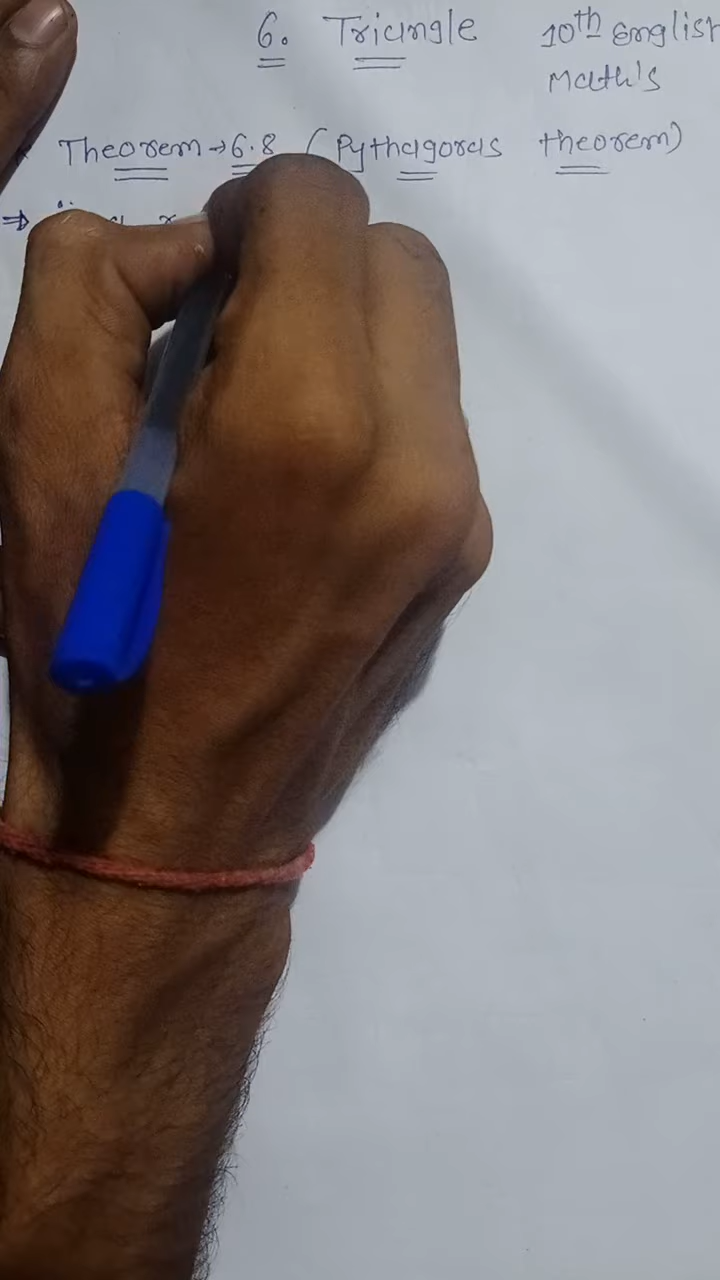 6. Triangle 10th English
Math's
Theorem → 6.8 (Pythagoras theorem)
⇒